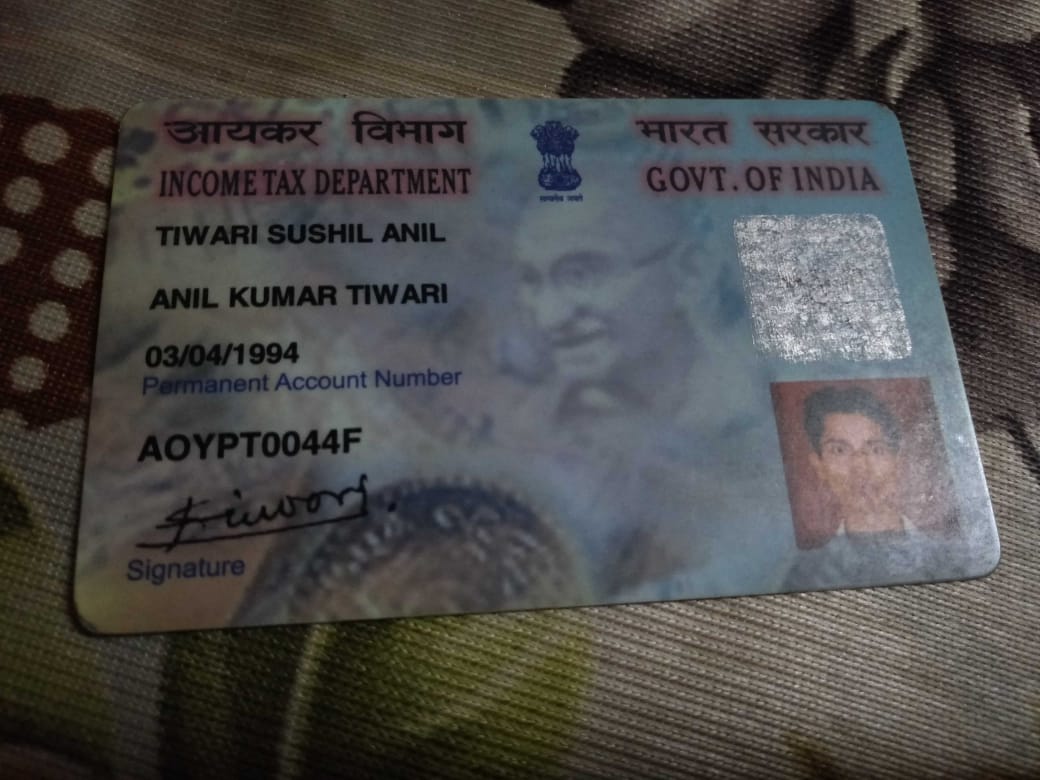 आयकर विभाग
INCOME TAX DEPARTMENT
भारत सरकार
GOVT. OF INDIA
सत्यमेव जयते
TIWARI SUSHIL ANIL
ANIL KUMAR TIWARI
03/04/1994
Permanent Account Number
AOYPT0044F
Signature